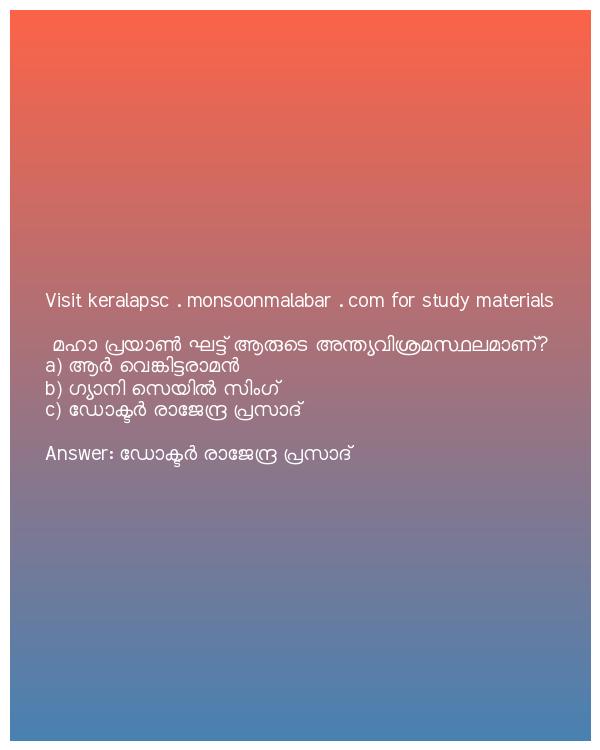 Visit keralapsc . monsoonmalabar . com for study materials
മഹാ പ്രയാൺ ഘട്ട് ആരുടെ അന്ത്യവിശ്രമസ്ഥലമാണ്?
a) ആർ വെങ്കിട്ടരാമൻ
b) ഗ്യാനി സെയിൽ സിംഗ്
c) ഡോക്ടർ രാജേന്ദ്ര പ്രസാദ്
Answer: ഡോക്ടർ രാജേന്ദ്ര പ്രസാദ്